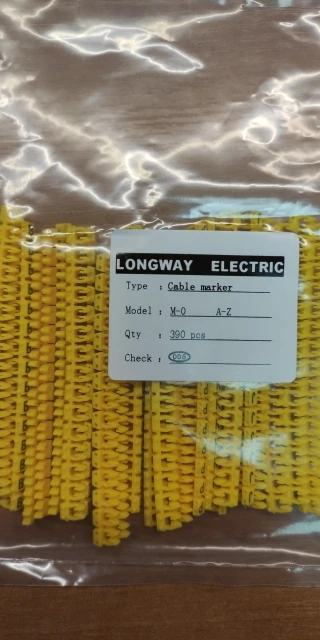 LONGWAY ELECTRIC
Type : Cable marker
Model : M-0 A-Z
Qty : 390 pcs
Check :